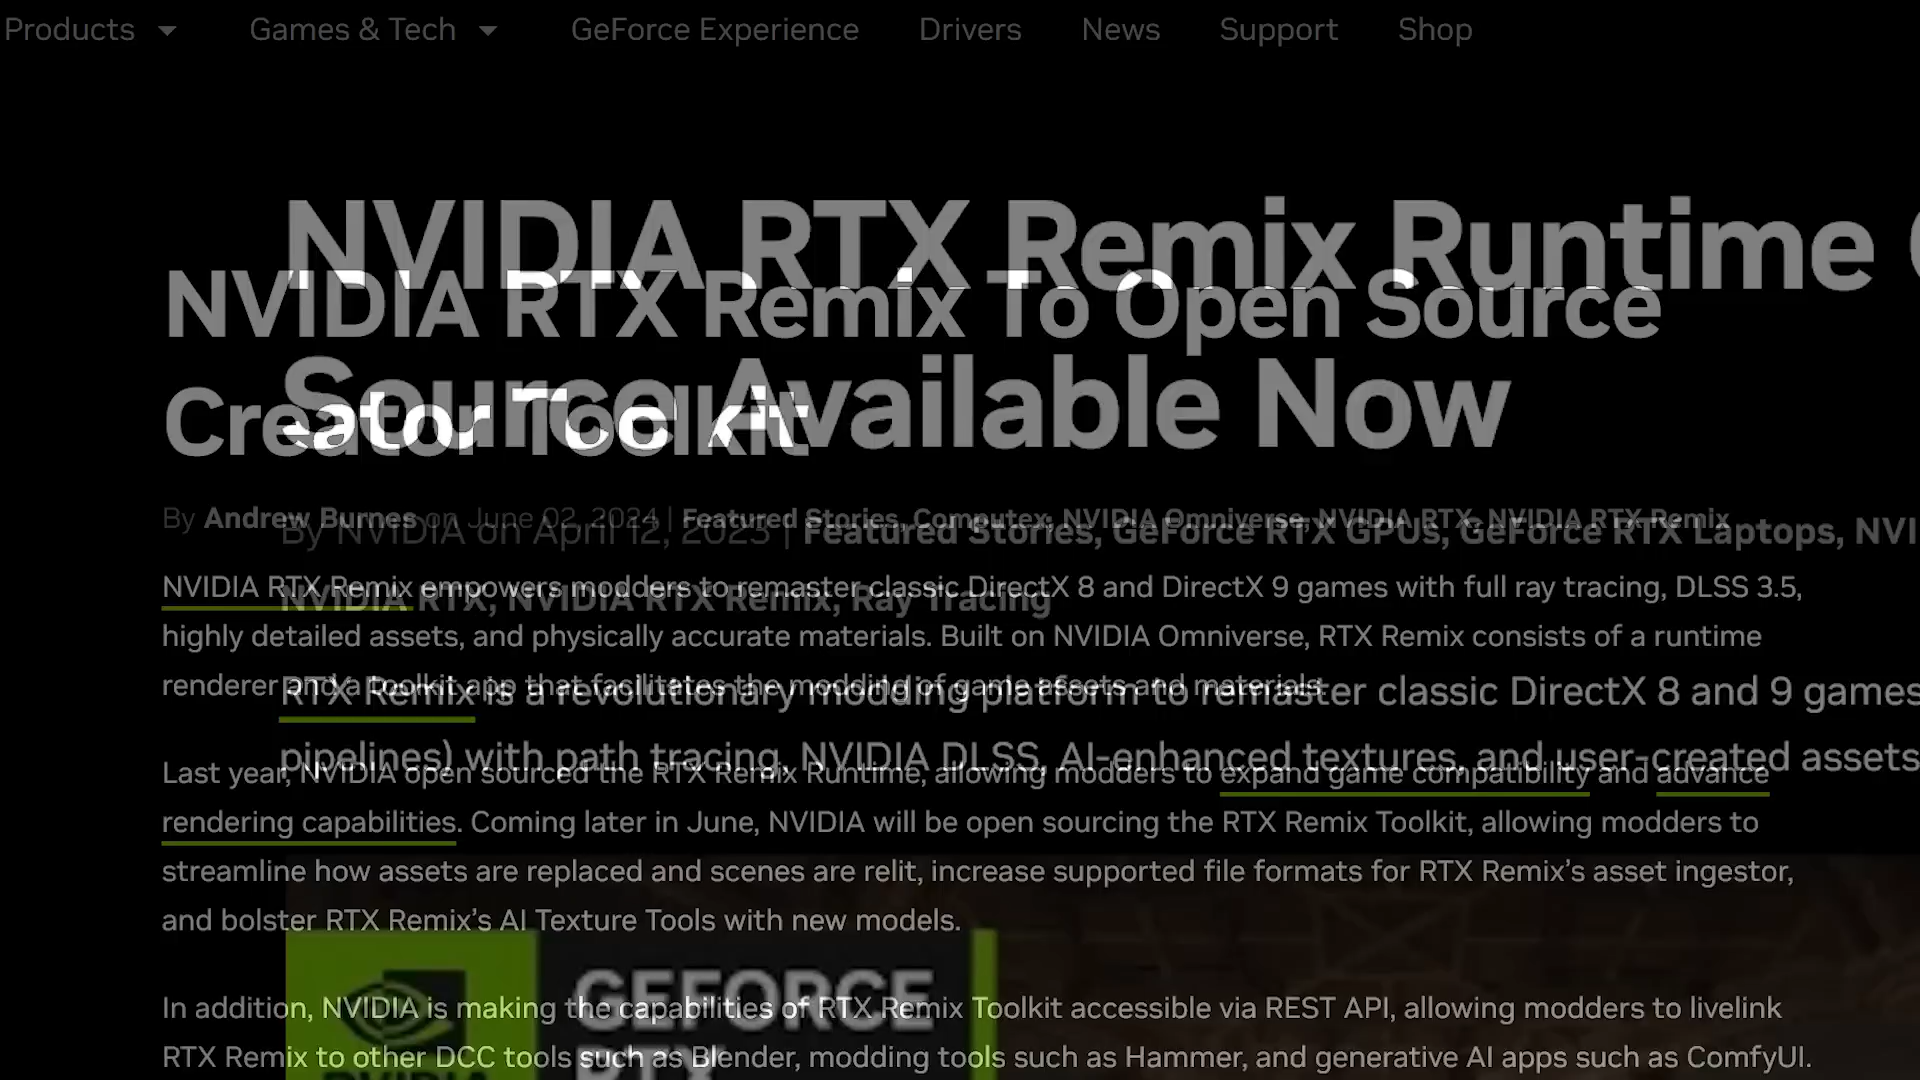 Products Games & Tech GeForce Experience Drivers News Support Shop
NVIDIA RTX Remix Runtime
Source Available Now
By NVIDIA on April 12, 2023 | Featured Stories, GeForce RTX GPUs, GeForce RTX Laptops, NVI
NVIDIA RTX, NVIDIA RTX Remix, Ray Tracing
RTX Remix is a revolutionary modding platform to remaster classic DirectX 8 and 9 games
pipelines) with path tracing, NVIDIA DLSS, AI-enhanced textures, and user-created assets
GEFORCE
RTX
NVIDIA
NVIDIA RTX Remix To Open Source
Creator Toolkit
By Andrew Burnes on June 02, 2024 | Featured Stories, Computex, NVIDIA Omniverse, NVIDIA RTX, NVIDIA RTX Remix
NVIDIA RTX Remix empowers modders to remaster classic DirectX 8 and DirectX 9 games with full ray tracing, DLSS 3.5,
highly detailed assets, and physically accurate materials. Built on NVIDIA Omniverse, RTX Remix consists of a runtime
renderer and a Toolkit app that facilitates the modding of game assets and materials.
Last year, NVIDIA open sourced the RTX Remix Runtime, allowing modders to expand game compatibility and advance
rendering capabilities. Coming later in June, NVIDIA will be open sourcing the RTX Remix Toolkit, allowing modders to
streamline how assets are replaced and scenes are relit, increase supported file formats for RTX Remix’s asset ingestor,
and bolster RTX Remix’s AI Texture Tools with new models.
In addition, NVIDIA is making the capabilities of RTX Remix Toolkit accessible via REST API, allowing modders to livelink
RTX Remix to other DCC tools such as Blender, modding tools such as Hammer, and generative AI apps such as ComfyUI.